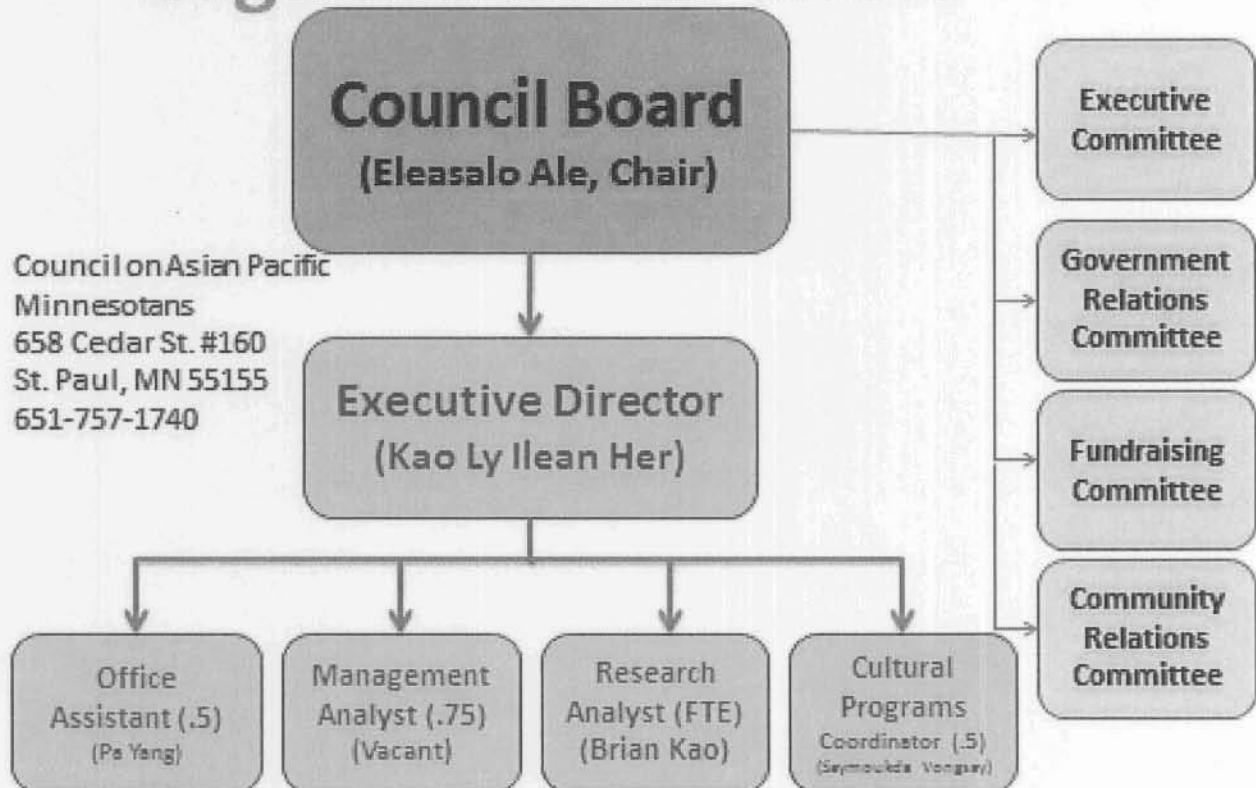 Council Board
(Eleasalo Ale, Chair)
Executive
Committee
Government
Relations
Committee
Fundraising
Committee
Community
Relations
Committee
Council on Asian Pacific
Minnesotans
658 Cedar St. #160
St. Paul, MN 55155
651-757-1740
Executive Director
(Kao Ly Ilean Her)
Office
Assistant (.5)
(Pa Yang)
Management
Analyst (.75)
(Vacant)
Research
Analyst (FTE)
(Brian Kao)
Cultural
Programs
Coordinator (.5)
(Saymoukda Vongsay)